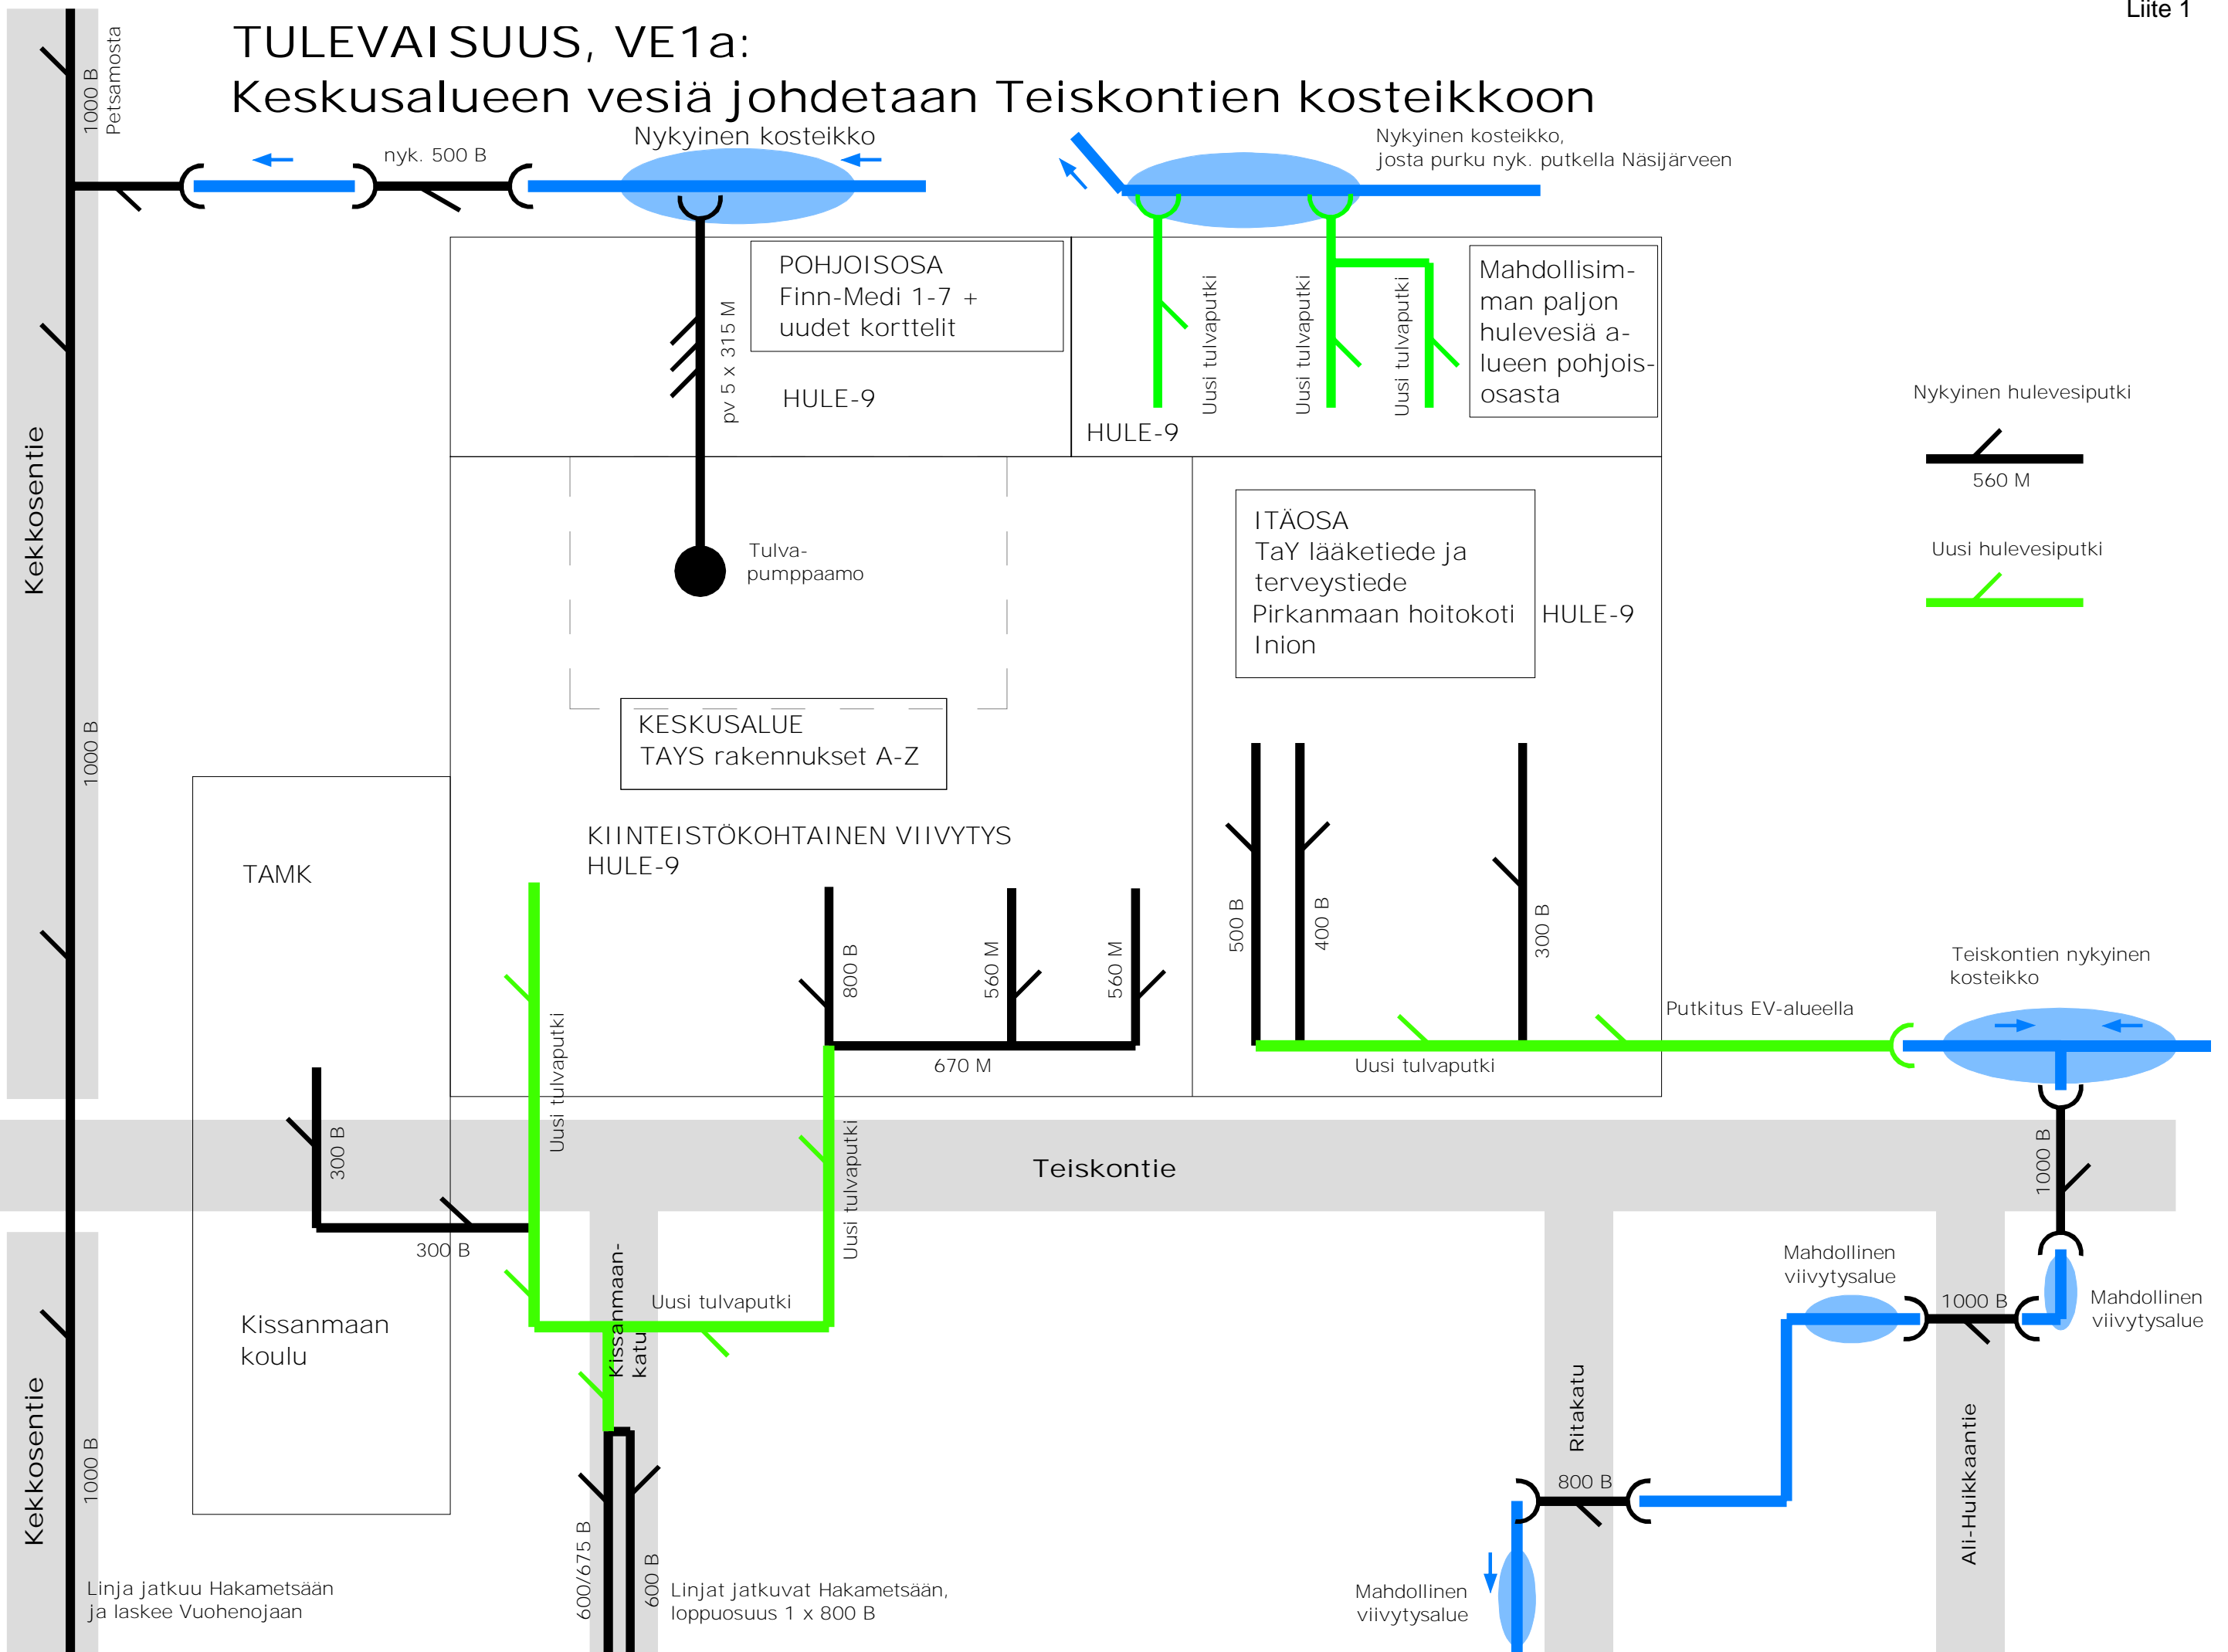 Liite 1
TULEVAISUUS, VE1a:
Keskusalueen vesiä johdetaan Teiskontien kosteikkoon
1000 B
Petsamosta
nyk. 500 B
Nykyinen kosteikko
Nykyinen kosteikko,
josta purku nyk. putkella Näsijärveen
POHJOISOSA
Finn-Medi 1-7 +
uudet korttelit
HULE-9
pv 5 x 315 M
Uusi tulvaputki
Uusi tulvaputki
Uusi tulvaputki
Mahdollisim-
man paljon
hulevesiä a-
lueen pohjois-
osasta
HULE-9
Nykyinen hulevesiputki
560 M
Uusi hulevesiputki
Kekkosentie
1000 B
Tulva-
pumppaamo
ITÄOSA
TaY lääketiede ja
terveystiede
Pirkanmaan hoitokoti
Inion
HULE-9
KESKUSALUE
TAYS rakennukset A-Z
KIINTEISTÖKOHTAINEN VIIVYTYS
HULE-9
TAMK
800 B
560 M
560 M
670 M
500 B
400 B
300 B
Uusi tulvaputki
Putkitus EV-alueella
Teiskontien nykyinen
kosteikko
Uusi tulvaputki
Uusi tulvaputki
300 B
300 B
Teiskontie
1000 B
Kissanmaan-
katu
Uusi tulvaputki
Kissanmaan
koulu
Mahdollinen
viivytysalue
1000 B
Mahdollinen
viivytysalue
Kekkosentie
1000 B
Ritakatu
800 B
Ali-Huikkaantie
600/675 B
600 B
Linja jatkuu Hakametsään
ja laskee Vuohenojaan
Linjat jatkuvat Hakametsään,
loppuosuus 1 x 800 B
Mahdollinen
viivytysalue